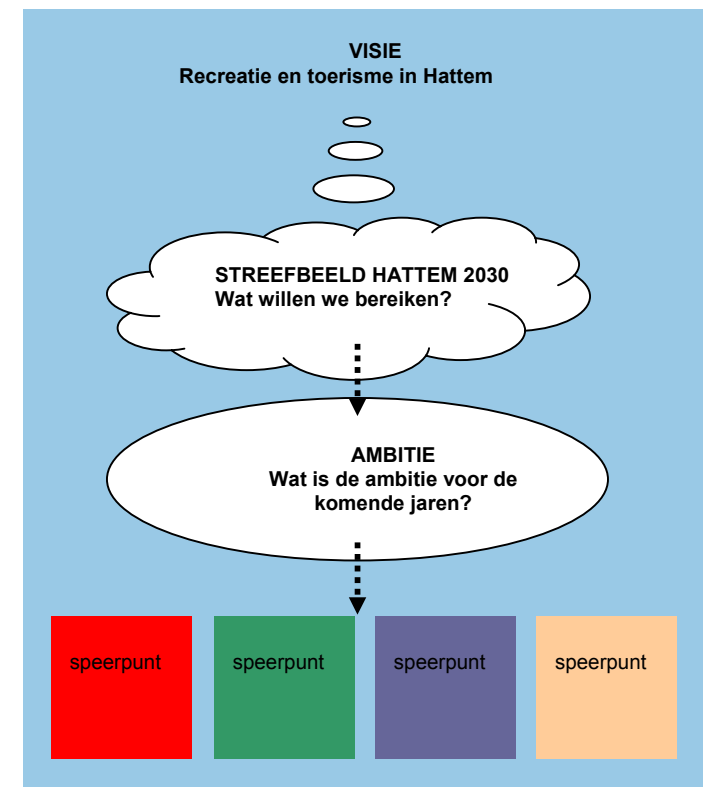 VISIE
Recreatie en toerisme in Hattem
STREEFBEELD HATTEM 2030
Wat willen we bereiken?
AMBITIE
Wat is de ambitie voor de
komende jaren?
speerpunt
speerpunt
speerpunt
speerpunt